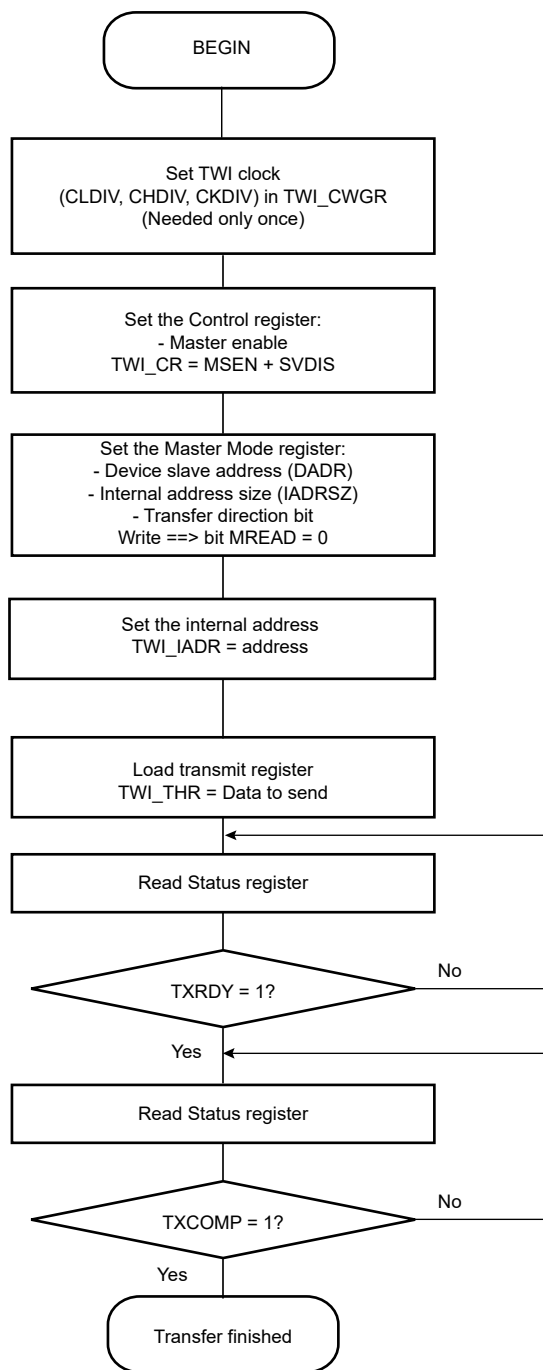 BEGIN
Set TWI clock
(CLDIV, CHDIV, CKDIV) in TWI_CWGR
(Needed only once)
Set the Control register:
- Master enable
TWI_CR = MSEN + SVDIS
Set the Master Mode register:
- Device slave address (DADR)
- Internal address size (IADRSZ)
- Transfer direction bit
Write ==> bit MREAD = 0
Set the internal address
TWI_IADR = address
Load transmit register
TWI_THR = Data to send
Read Status register
TXRDY = 1?
No
Yes
Read Status register
TXCOMP = 1?
No
Yes
Transfer finished